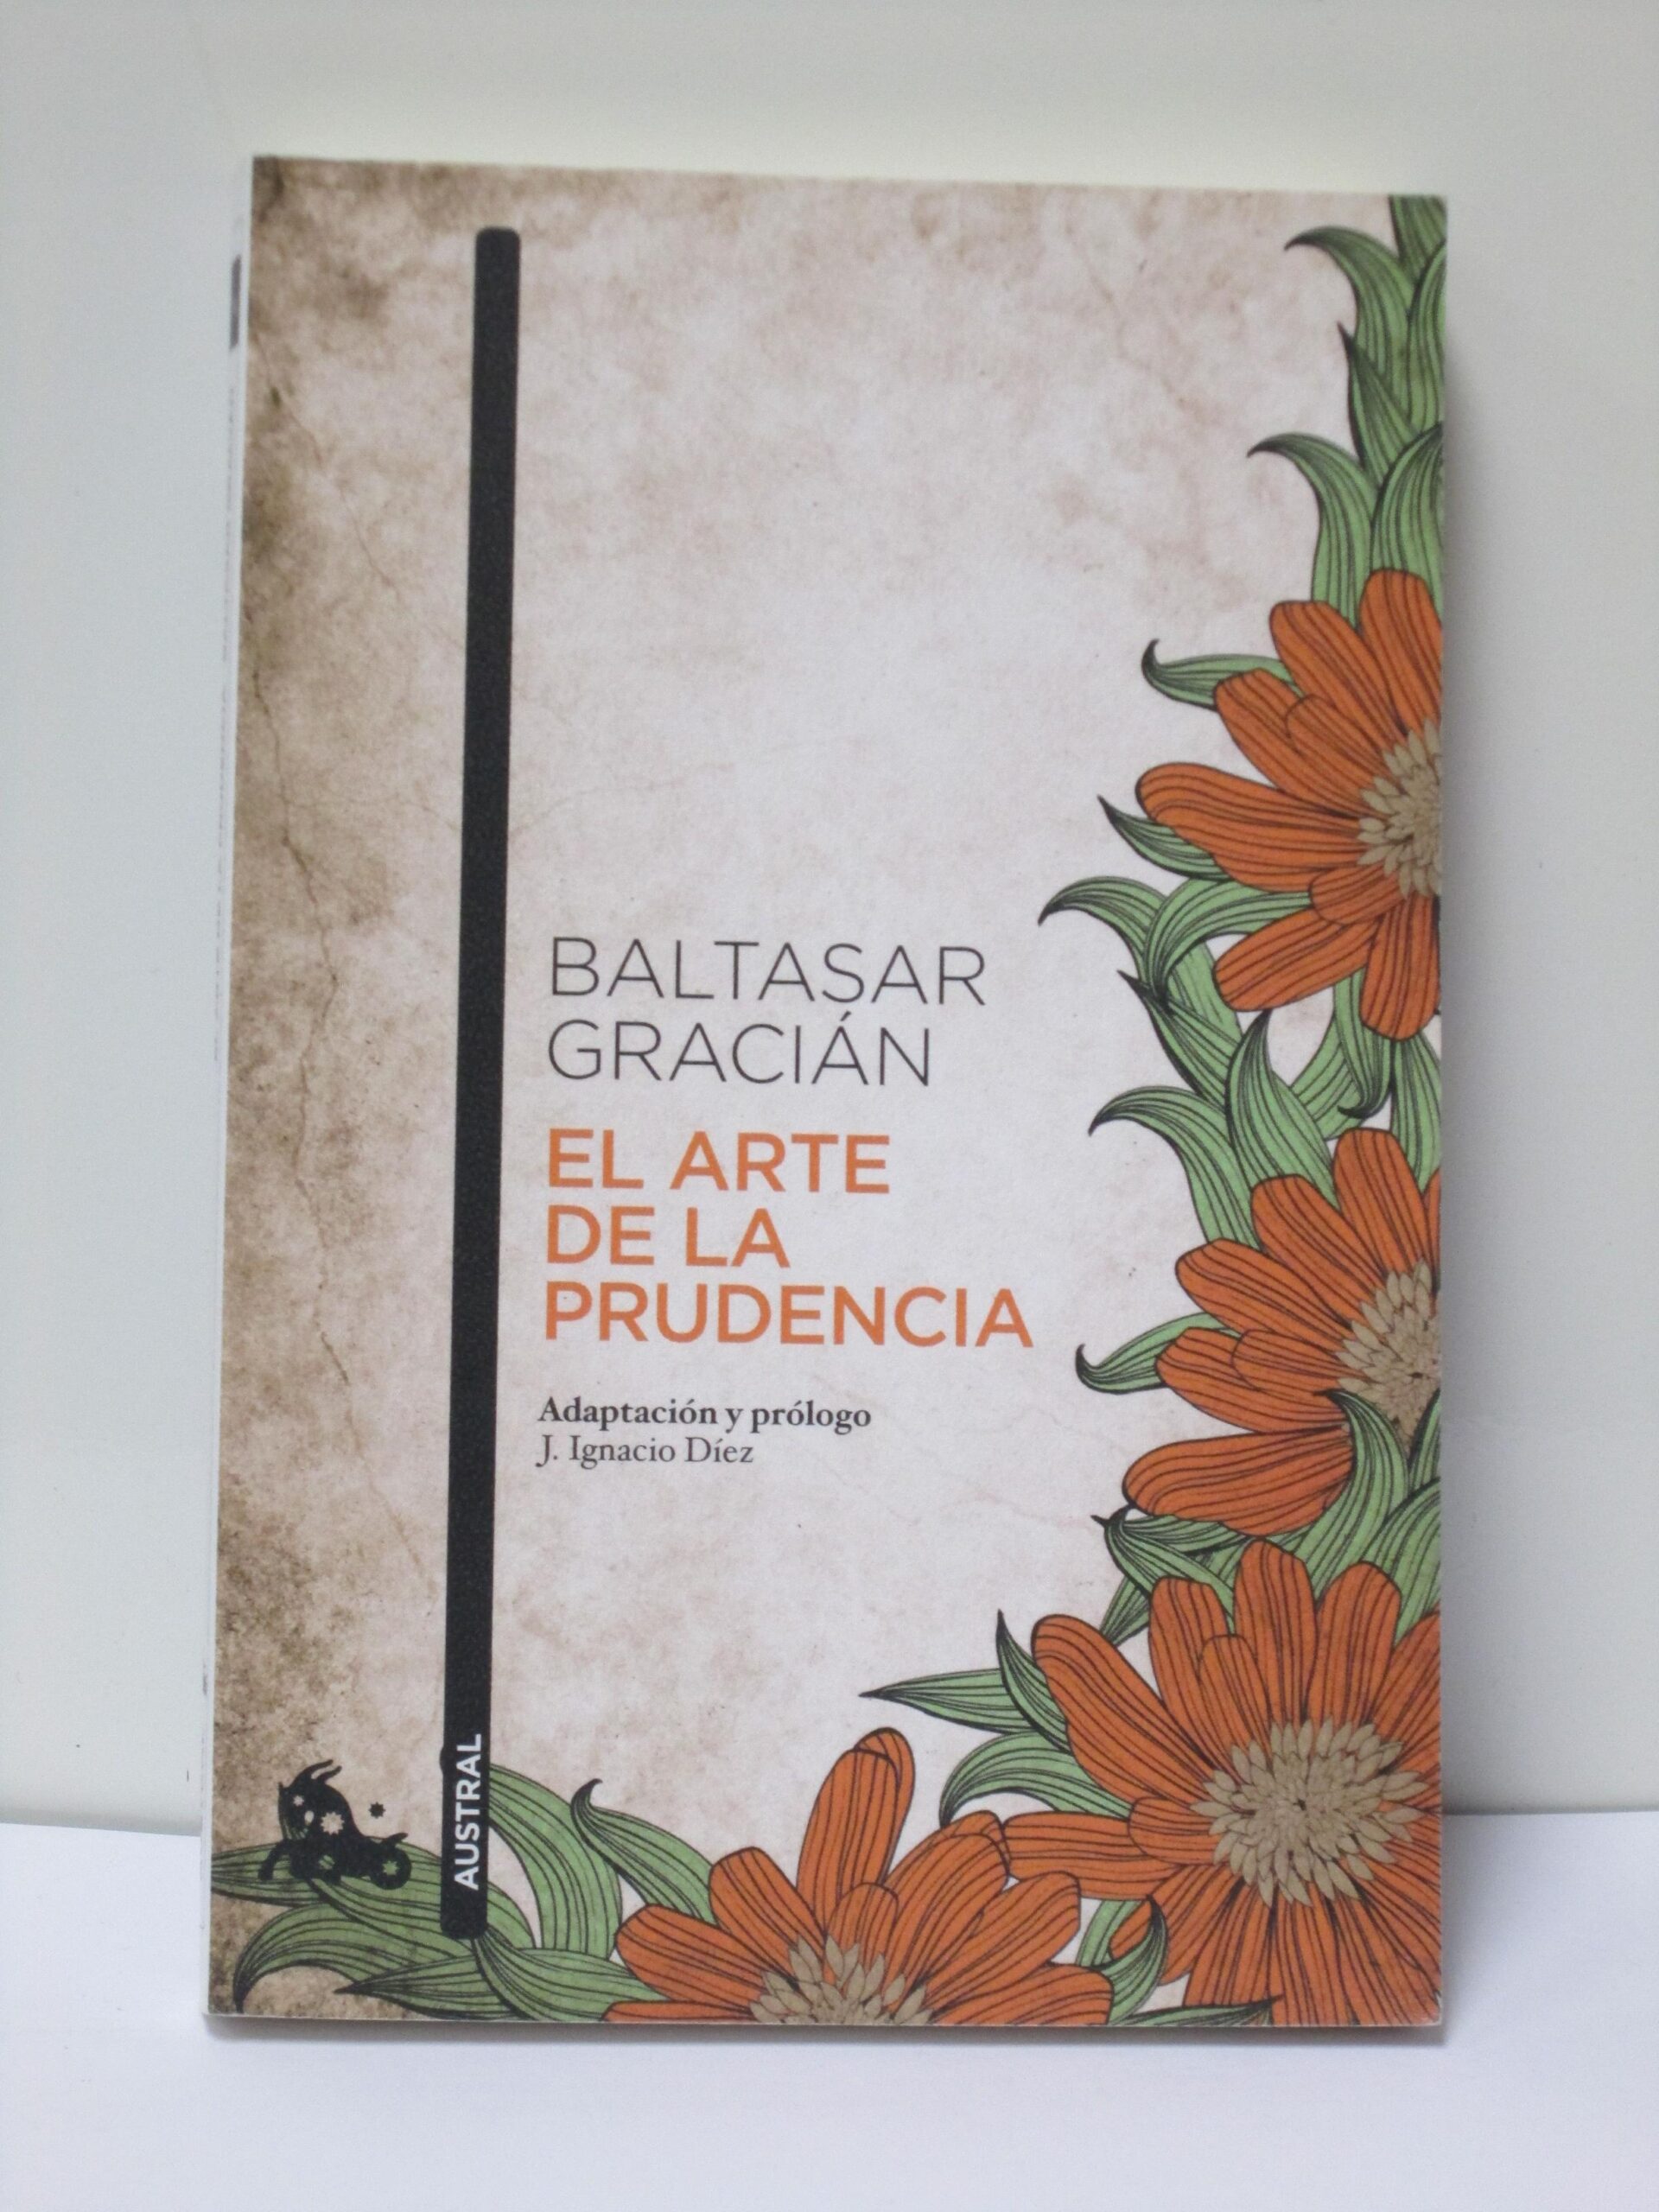 BALTASAR
GRACIÁN
EL ARTE
DE LA
PRUDENCIA
Adaptación y prólogo
J. Ignacio Díez
AUSTRAL